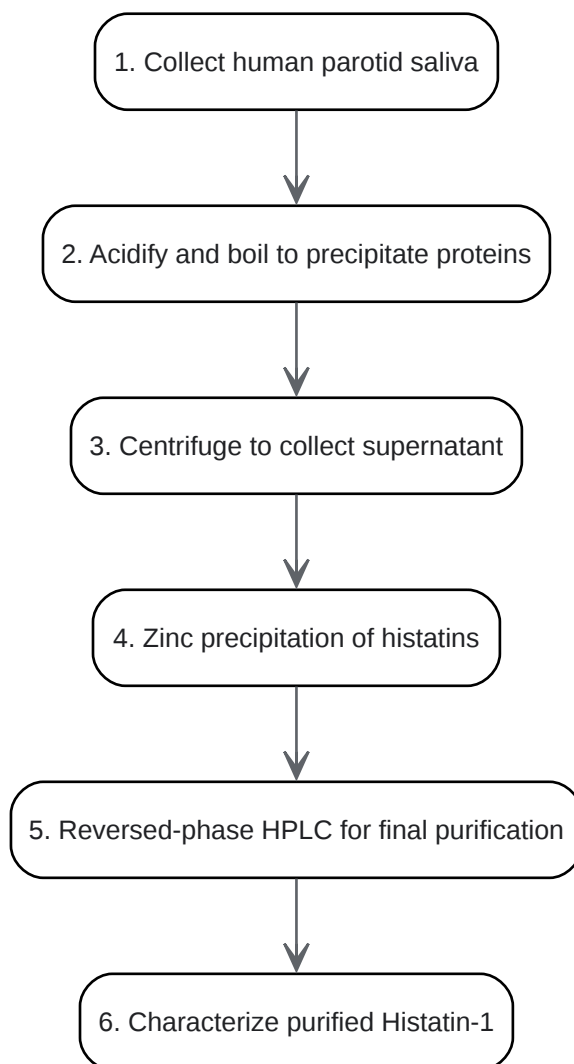 1. Collect human parotid saliva
2. Acidify and boil to precipitate proteins
3. Centrifuge to collect supernatant
4. Zinc precipitation of histatins
5. Reversed-phase HPLC for final purification
6. Characterize purified Histatin-1